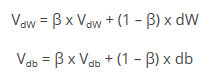 V_dW = β x V_dW + (1 – β) x dW
V_db = β x V_db + (1 – β) x db